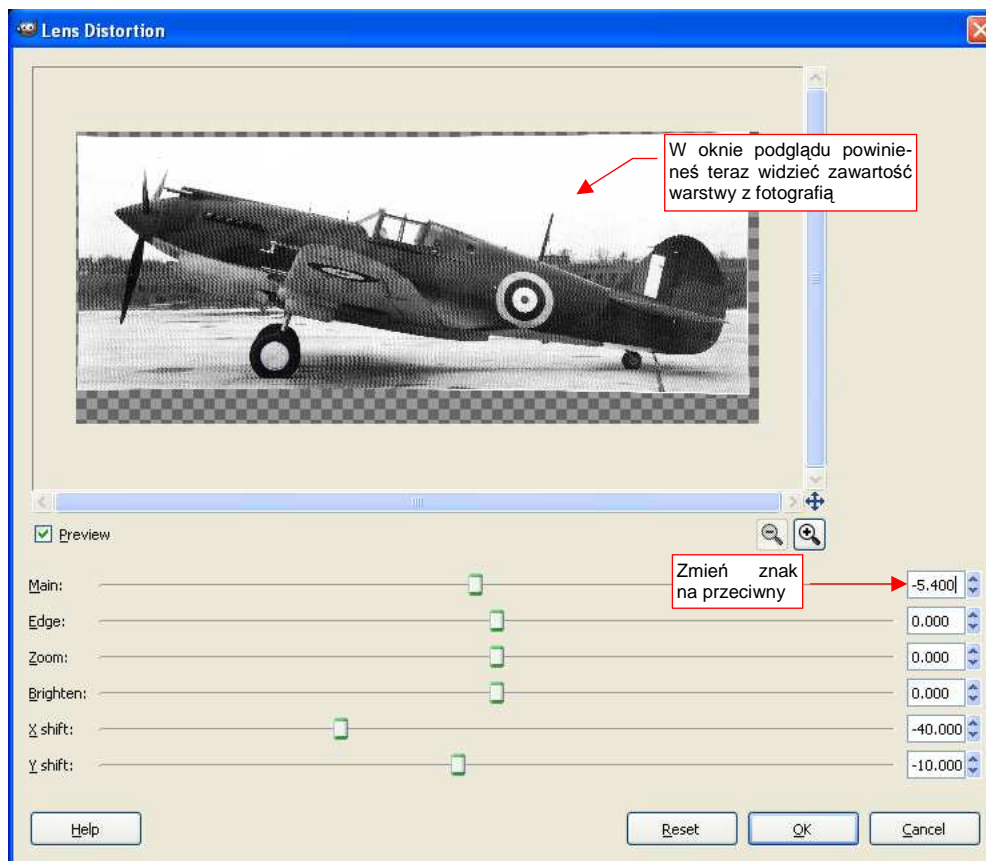 Lens Distortion
W oknie podglądu powinie-
neś teraz widzieć zawartość
warstwy z fotografią
Preview
Zmień znak
na przeciwny
Main:
-5.400
Edge:
0.000
Zoom:
0.000
Brighten:
0.000
X shift:
-40.000
Y shift:
-10.000
Help
Reset
OK
Cancel